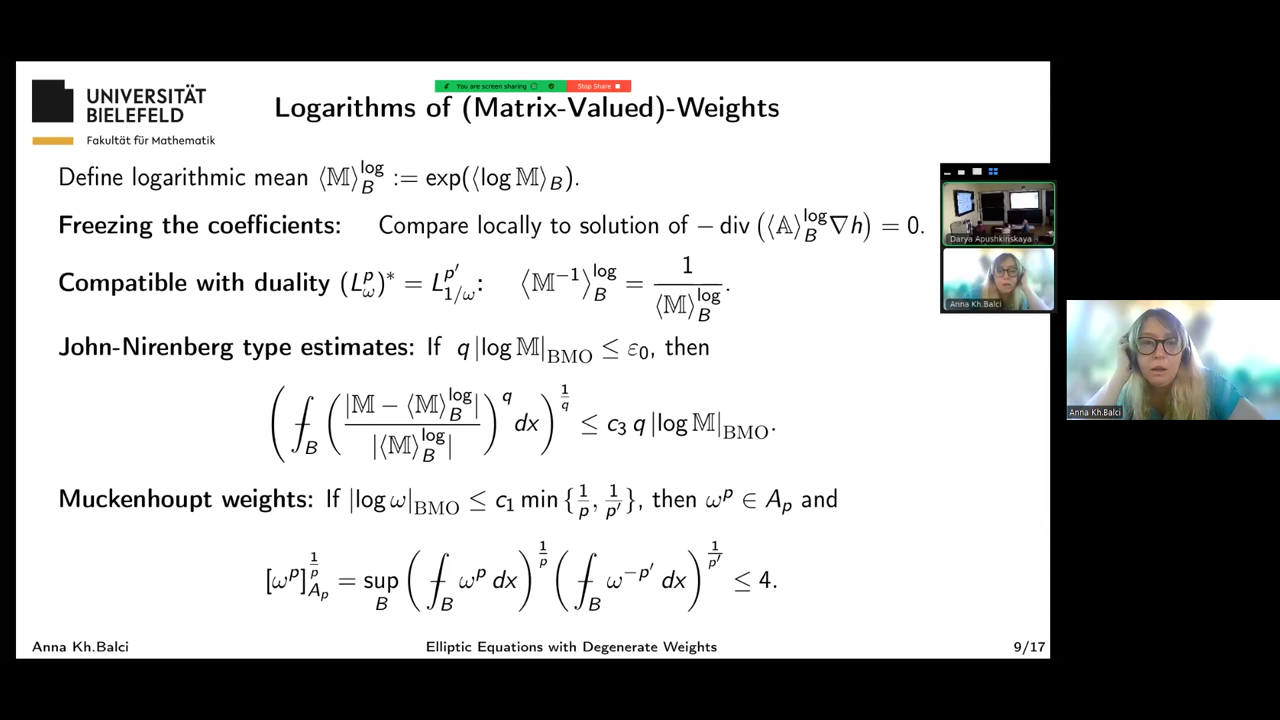 UNIVERSITÄT
BIELEFELD
Fakultät für Mathematik
You are screen sharing
Stop Share
Logarithms of (Matrix-Valued)-Weights
Define logarithmic mean ⟨𝕄⟩_B^log := exp(⟨log 𝕄⟩_B).
Freezing the coefficients: Compare locally to solution of − div (⟨𝔸⟩_B^log ∇h) = 0.
Compatible with duality (L_ω^p)* = L_{1/ω}^{p′}: ⟨𝕄^{-1}⟩_B^log = 1/⟨𝕄⟩_B^log.
John-Nirenberg type estimates: If q |log 𝕄|_BMO ≤ ε_0, then
(⨍_B (|𝕄 − ⟨𝕄⟩_B^log| / |⟨𝕄⟩_B^log|)^q dx)^{1/q} ≤ c_3 q |log 𝕄|_BMO.
Muckenhoupt weights: If |log ω|_BMO ≤ c_1 min {1/p, 1/p′}, then ω^p ∈ A_p and
[ω^p]_{A_p}^{1/p} = sup_B (⨍_B ω^p dx)^{1/p} (⨍_B ω^{-p′} dx)^{1/p′} ≤ 4.
Anna Kh.Balci
Elliptic Equations with Degenerate Weights
9/17
Darya Apushkinskaya
Anna Kh.Balci
Anna Kh.Balci